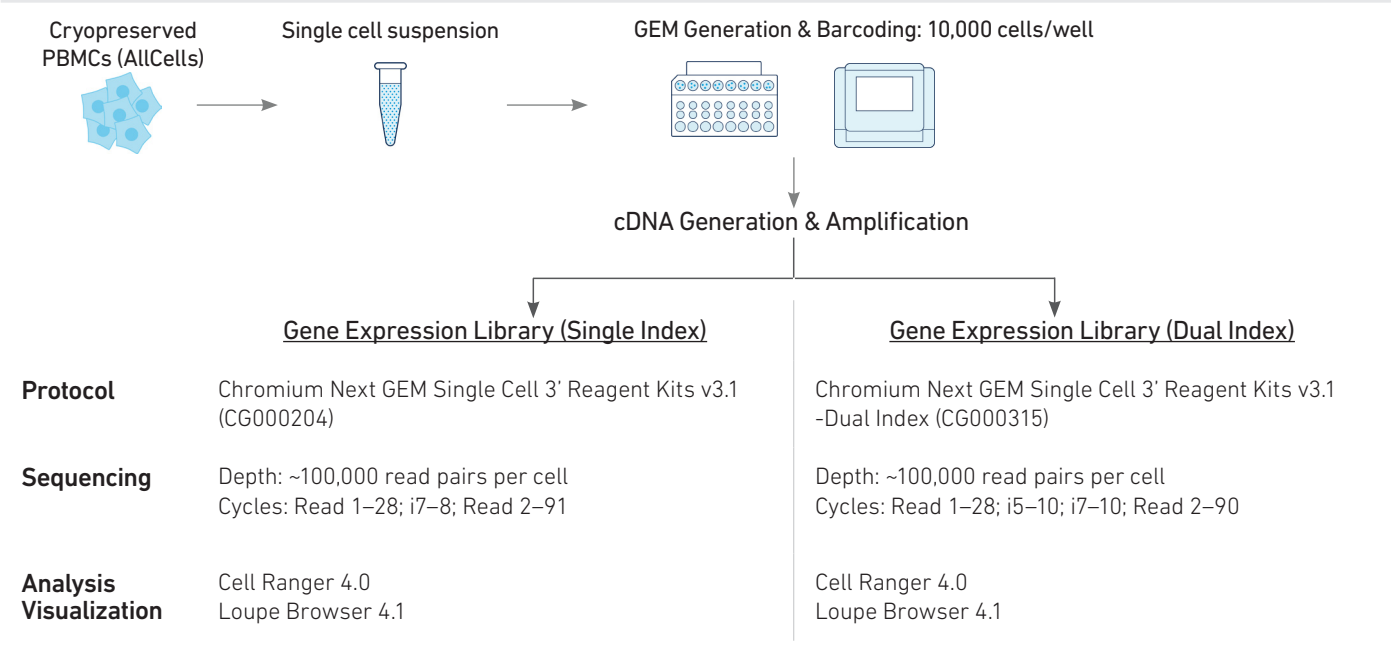 Cryopreserved
PBMCs (AllCells)
Single cell suspension
GEM Generation & Barcoding: 10,000 cells/well
cDNA Generation & Amplification
Gene Expression Library (Single Index)
Gene Expression Library (Dual Index)
Protocol
Chromium Next GEM Single Cell 3’ Reagent Kits v3.1
(CG000204)
Chromium Next GEM Single Cell 3’ Reagent Kits v3.1
-Dual Index (CG000315)
Sequencing
Depth: ~100,000 read pairs per cell
Cycles: Read 1–28; i7–8; Read 2–91
Depth: ~100,000 read pairs per cell
Cycles: Read 1–28; i5–10; i7–10; Read 2–90
Analysis
Visualization
Cell Ranger 4.0
Loupe Browser 4.1
Cell Ranger 4.0
Loupe Browser 4.1